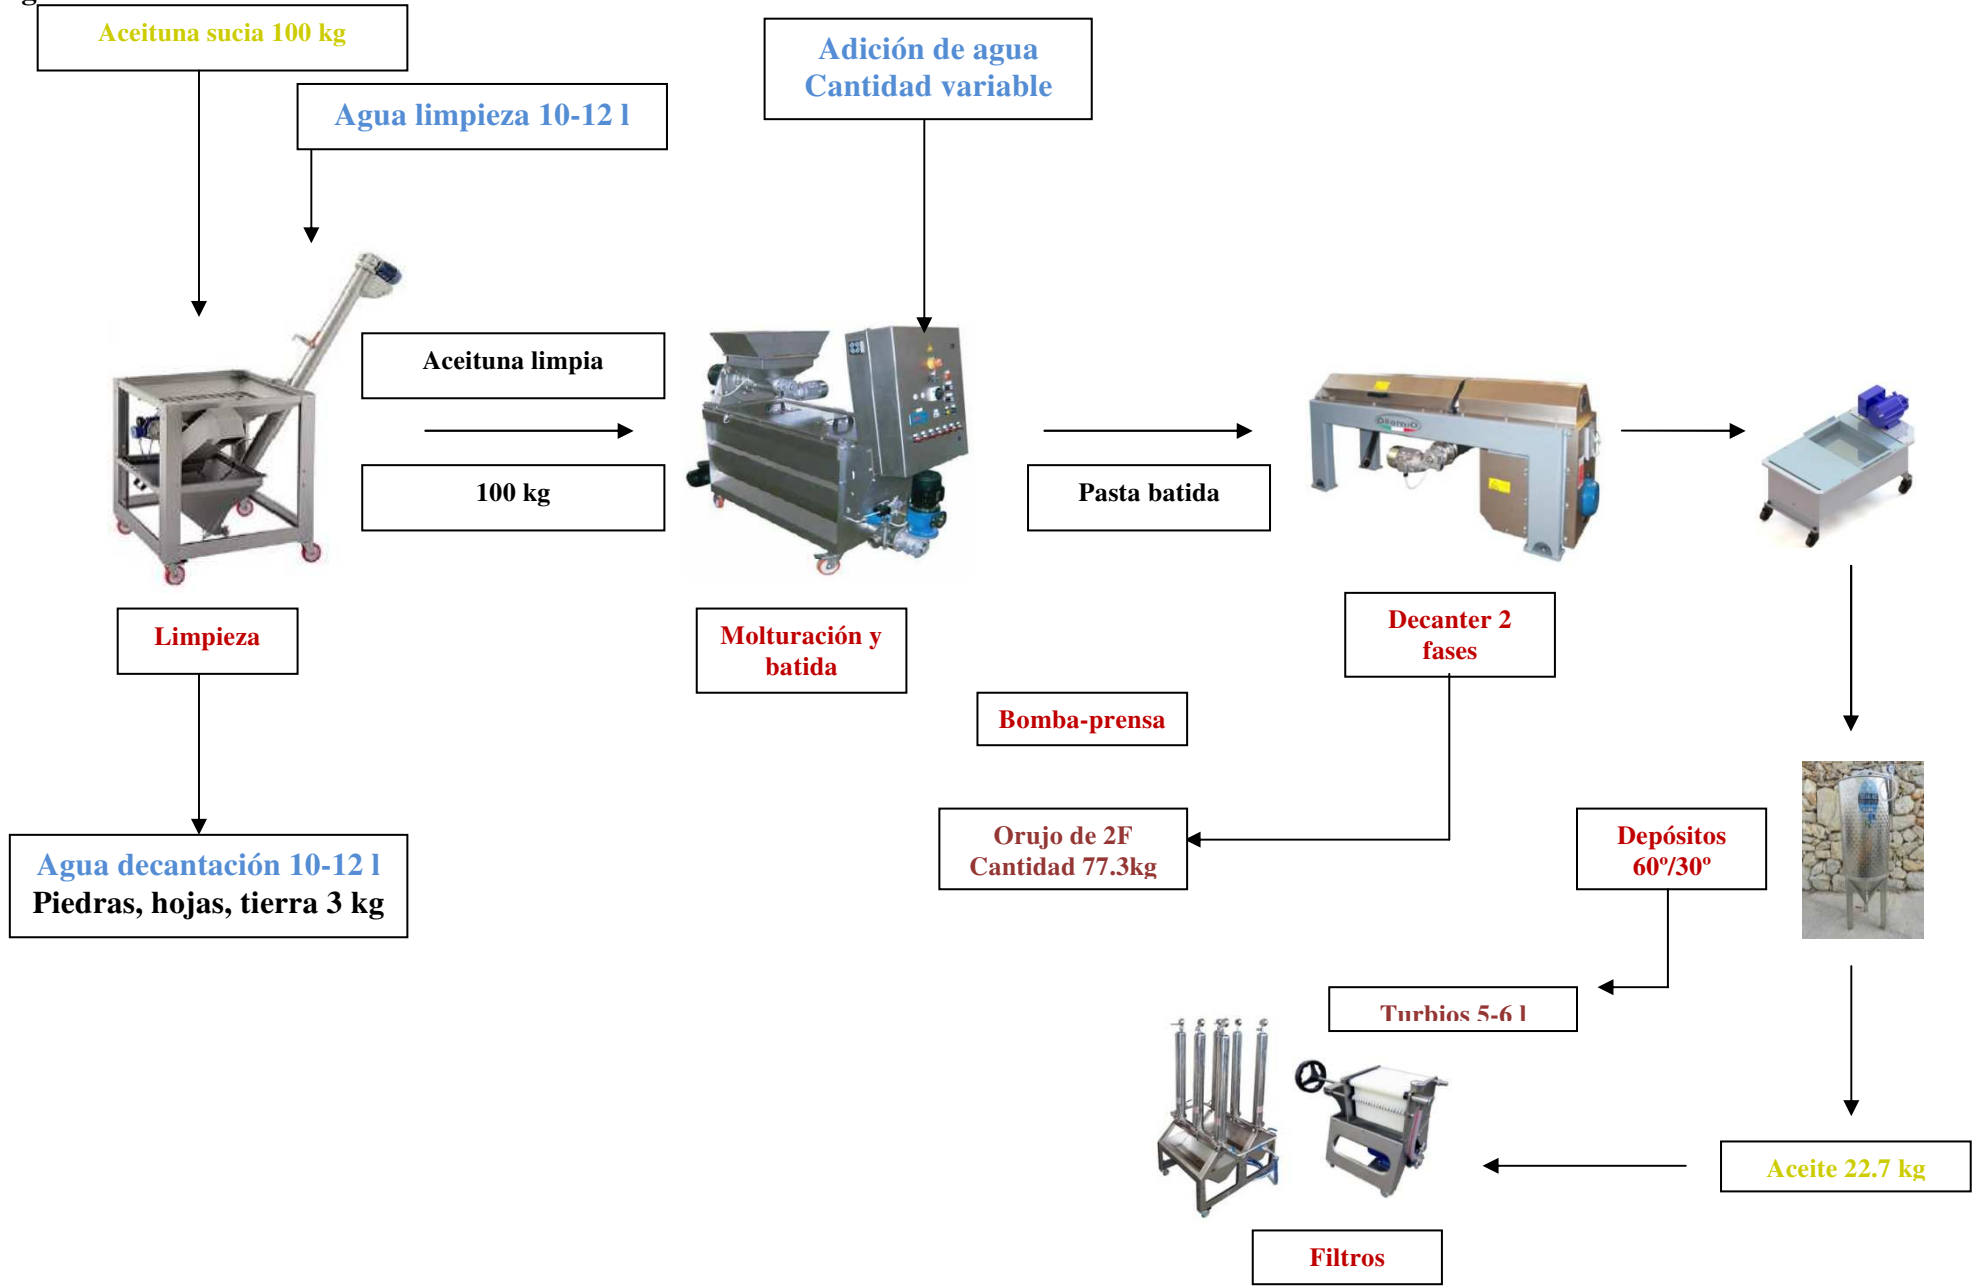 Aceituna sucia 100 kg
Adición de agua
Cantidad variable
Agua limpieza 10-12 l
Aceituna limpia
100 kg
Pasta batida
Limpieza
Molturación y
batida
Decanter 2
fases
Bomba-prensa
Orujo de 2F
Cantidad 77.3kg
Depósitos
60º/30º
Agua decantación 10-12 l
Piedras, hojas, tierra 3 kg
Turbios 5-6 l
Aceite 22.7 kg
Filtros